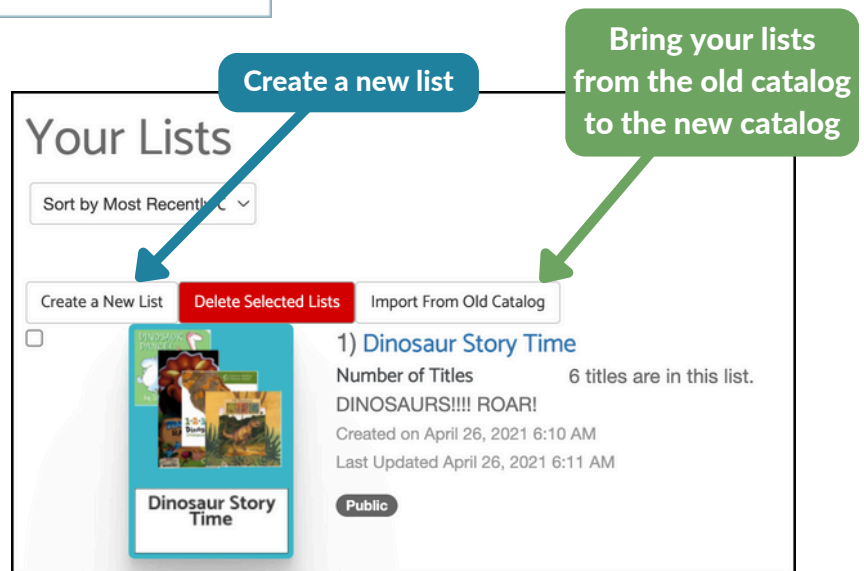 Create a new list
Bring your lists
from the old catalog
to the new catalog
Your Lists
Sort by Most Recently
Create a New List
Delete Selected Lists
Import From Old Catalog
1) Dinosaur Story Time
Number of Titles
6 titles are in this list.
DINOSAURS!!!! ROAR!
Created on April 26, 2021 6:10 AM
Last Updated April 26, 2021 6:11 AM
Public
Dinosaur Story
Time